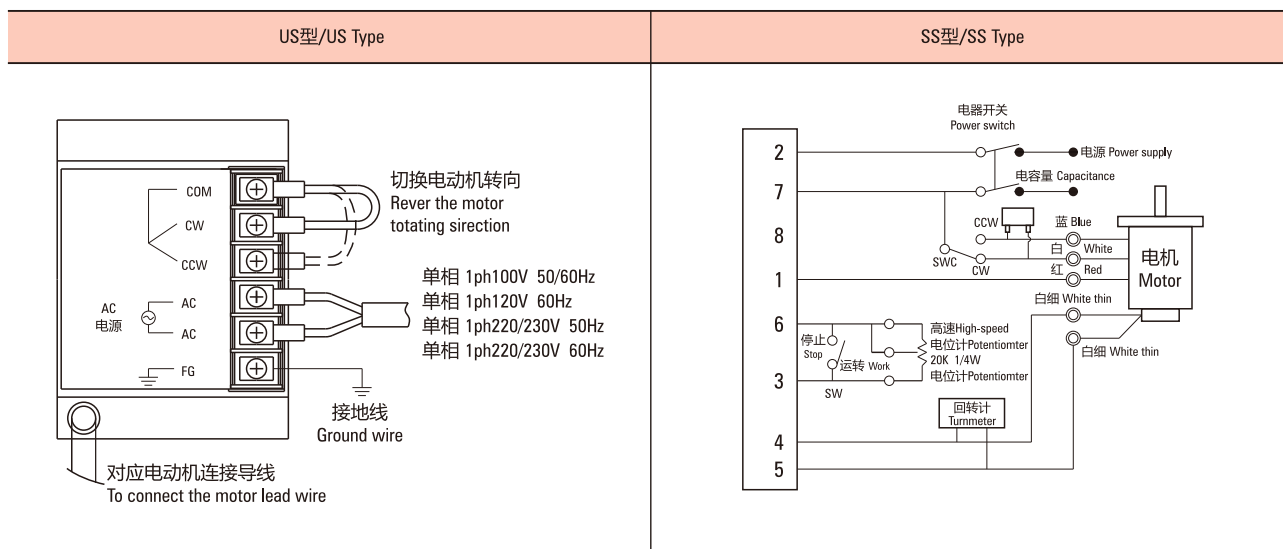 US型/US Type
SS型/SS Type
COM
CW
CCW
AC
电源
AC
AC
FG
切换电动机转向
Rever the motor
totating sirection
单相 1ph100V 50/60Hz
单相 1ph120V 60Hz
单相 1ph220/230V 50Hz
单相 1ph220/230V 60Hz
接地线
Ground wire
对应电动机连接导线
To connect the motor lead wire
电器开关
Power switch
2
电源 Power supply
7
电容量 Capacitance
8
CCW
蓝 Blue
白 White
SWC
CW
红 Red
1
电机
Motor
白细 White thin
6
停止
Stop
运转 Work
高速High-speed
电位计Potentiomter
20K 1/4W
电位计Potentiomter
白细 White thin
3
SW
回转计
Turnmeter
4
5